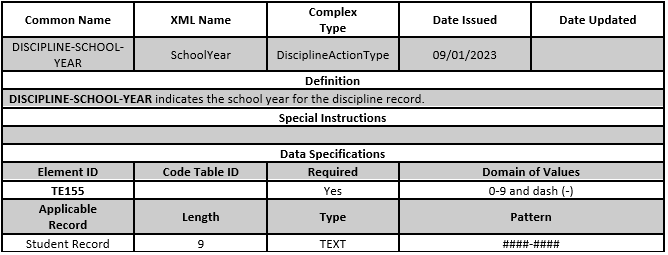 Common Name XML Name Complex Type Date Issued Date Updated
DISCIPLINE-SCHOOL-YEAR SchoolYear DisciplineActionType 09/01/2023
Definition
DISCIPLINE-SCHOOL-YEAR indicates the school year for the discipline record.
Special Instructions
Data Specifications
Element ID Code Table ID Required Domain of Values
TE155 Yes 0-9 and dash (-)
Applicable Record Length Type Pattern
Student Record 9 TEXT ####-####